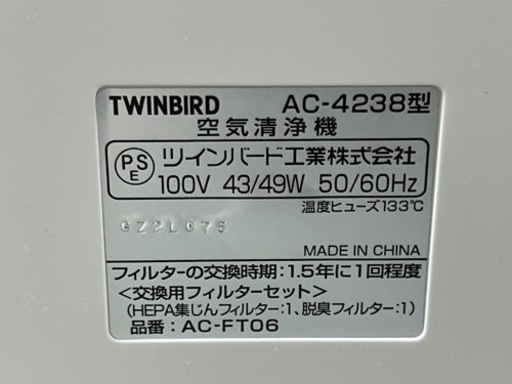 TWINBIRD AC-4238型
空気清浄機
PSE ツインバード工業株式会社
100V 43/49W 50/60Hz
温度ヒューズ133℃
GZ2L075
MADE IN CHINA
フィルターの交換時期:1.5年に1回程度
<交換用フィルターセット>
(HEPA集じんフィルター:1、脱臭フィルター:1)
品番:AC-FT06